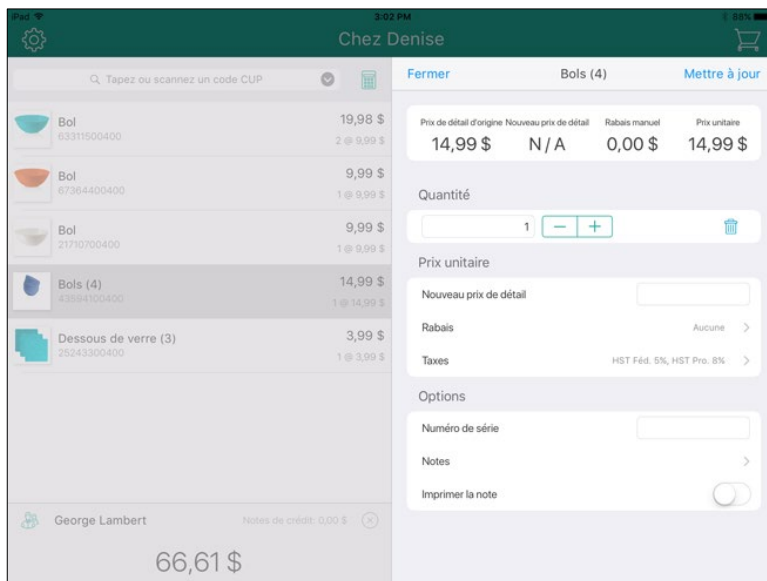 iPad 3:02 PM 88%
Chez Denise
Tapez ou scannez un code CUP
Bol 19,98 $
63311500400 2 @ 9,99 $
Bol 9,99 $
67364400400 1 @ 9,99 $
Bol 9,99 $
21710700400 1 @ 9,99 $
Bols (4) 14,99 $
43594100400 1 @ 14,99 $
Dessous de verre (3) 3,99 $
25243300400 1 @ 3,99 $
George Lambert Notes de crédit: 0,00 $
66,61 $
Fermer Bols (4) Mettre à jour
Prix de détail d'origine Nouveau prix de détail Rabais manuel Prix unitaire
14,99 $ N / A 0,00 $ 14,99 $
Quantité
1 − +
Prix unitaire
Nouveau prix de détail
Rabais Aucune
Taxes HST Féd. 5%, HST Pro. 8%
Options
Numéro de série
Notes
Imprimer la note